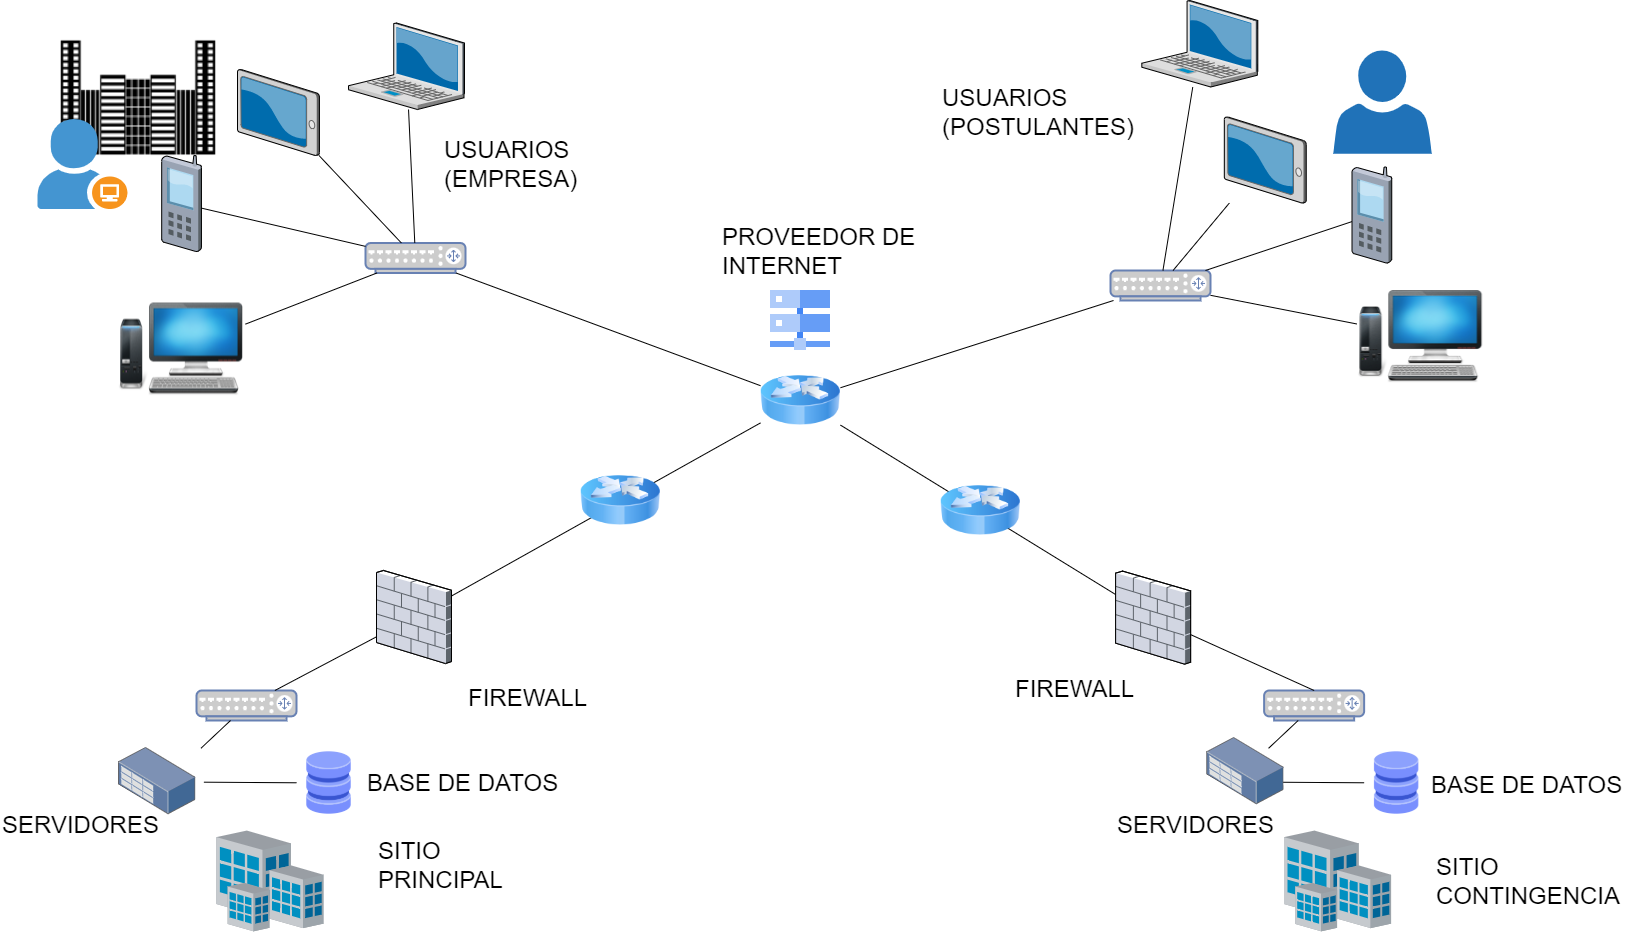 USUARIOS
(POSTULANTES)
USUARIOS
(EMPRESA)
PROVEEDOR DE
INTERNET
FIREWALL
FIREWALL
BASE DE DATOS
BASE DE DATOS
SERVIDORES
SERVIDORES
SITIO
PRINCIPAL
SITIO
CONTINGENCIA